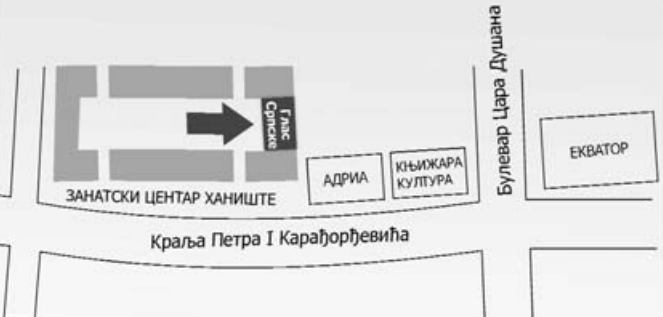 Глас
Српске
ЗАНАТСКИ ЦЕНТАР ХАНИШТЕ
АДРИА
КЊИЖАРА
КУЛТУРА
Булевар Цара Душана
ЕКВАТОР
Краља Петра I Карађорђевића